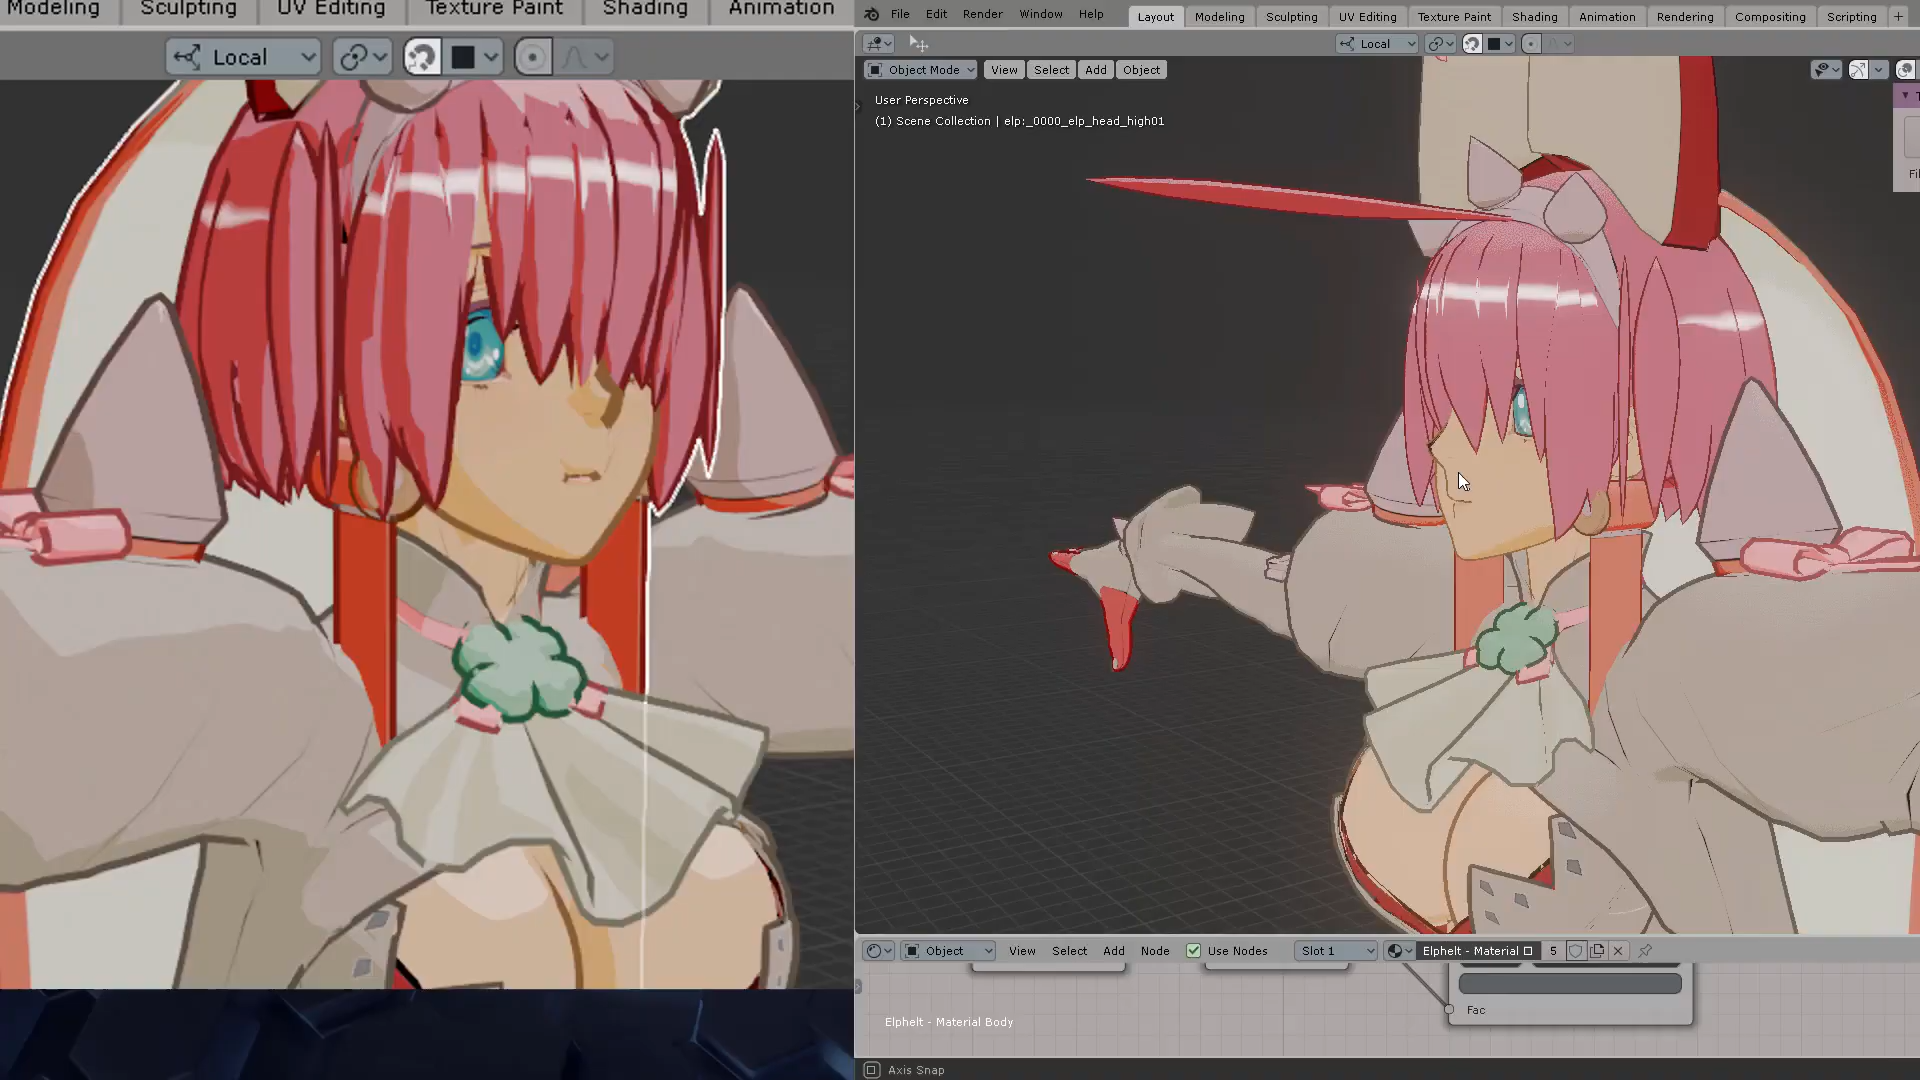 Modeling Sculpting UV Editing Texture Paint Shading Animation
Local
File Edit Render Window Help Layout Modeling Sculpting UV Editing Texture Paint Shading Animation Rendering Compositing Scripting +
Local
Object Mode View Select Add Object
User Perspective
(1) Scene Collection | elp:_0000_elp_head_high01
Object View Select Add Node Use Nodes Slot 1 Elphelt - Material 5
Fac
Elphelt - Material Body
Axis Snap